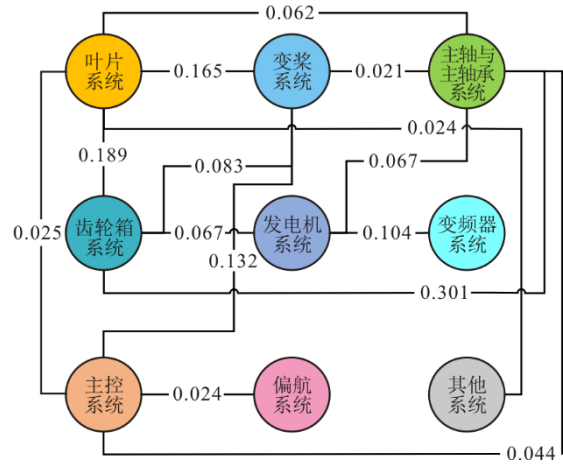 0.062
叶片
系统
0.165
变桨
系统
0.021
主轴与
主轴承
系统
0.024
0.189
0.083
0.067
0.025
齿轮箱
系统
0.067
发电机
系统
0.104
变频器
系统
0.132
0.301
主控
系统
0.024
偏航
系统
其他
系统
0.044